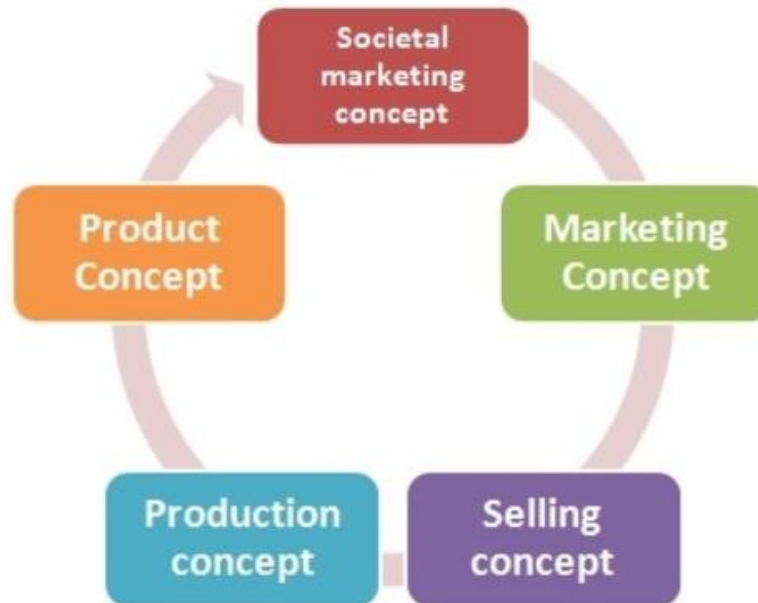 Societal
marketing
concept
Marketing
Concept
Selling
concept
Production
concept
Product
Concept